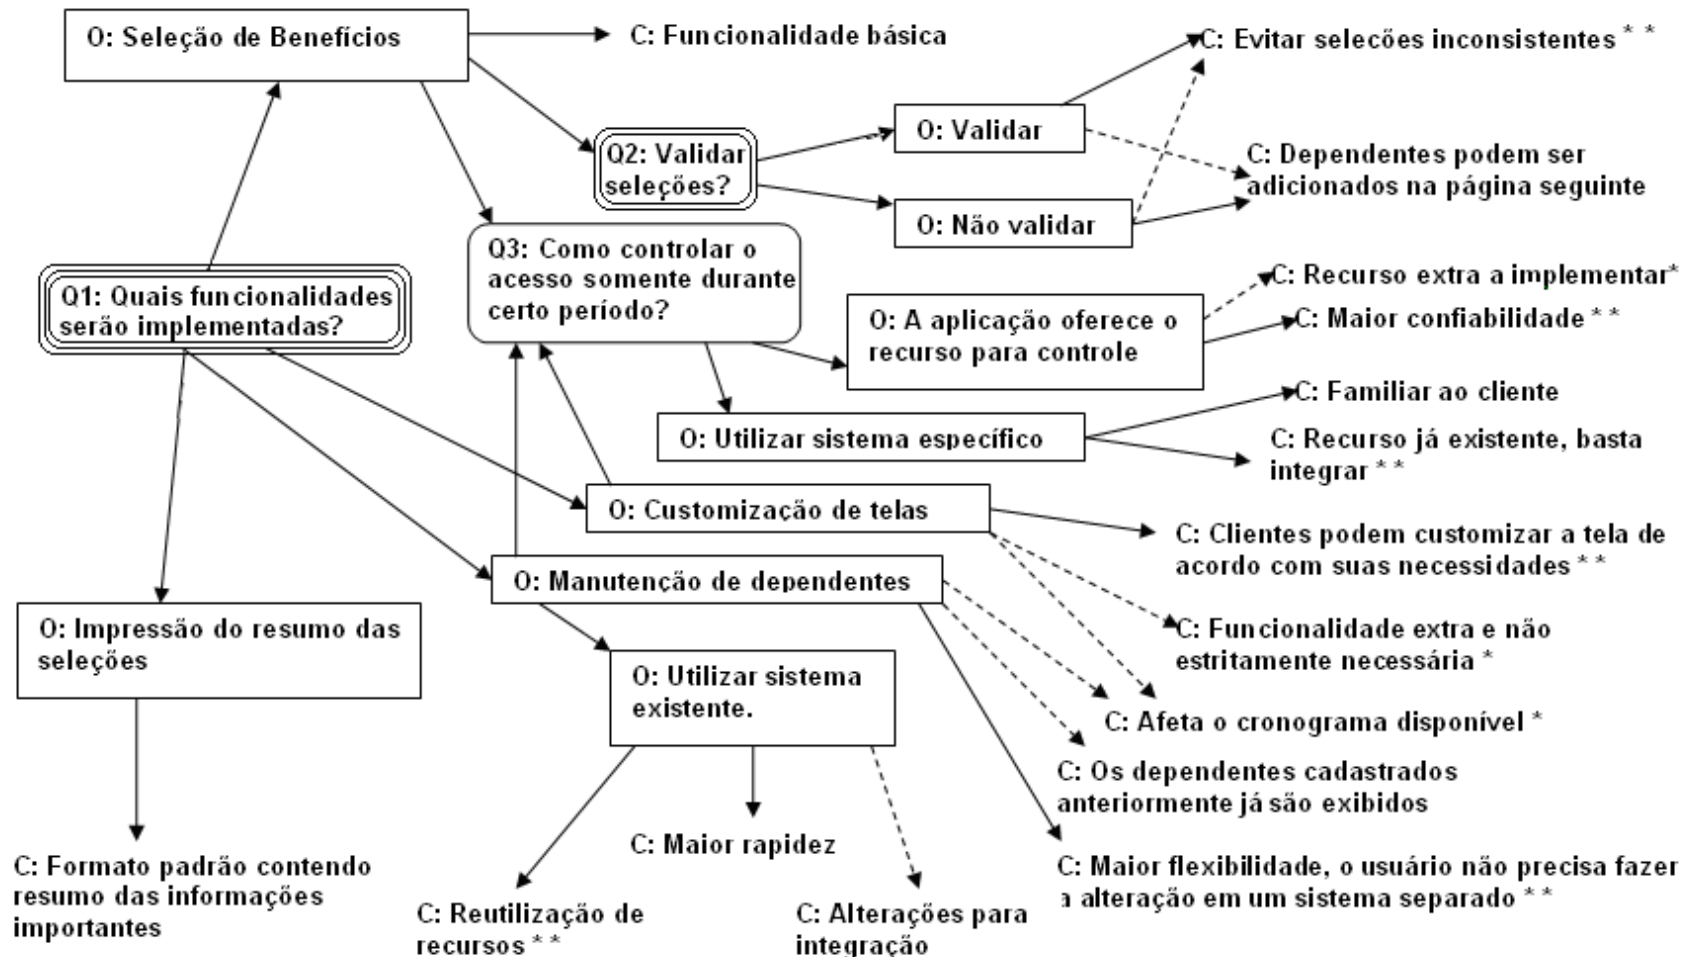 O: Seleção de Benefícios
C: Funcionalidade básica
C: Evitar selecões inconsistentes * *
O: Validar
Q2: Validar
seleções?
C: Dependentes podem ser
adicionados na página seguinte
O: Não validar
Q3: Como controlar o
acesso somente durante
certo período?
Q1: Quais funcionalidades
serão implementadas?
C: Recurso extra a implementar*
C: Maior confiabilidade * *
O: A aplicação oferece o
recurso para controle
C: Familiar ao cliente
O: Utilizar sistema específico
C: Recurso já existente, basta
integrar * *
O: Customização de telas
C: Clientes podem customizar a tela de
acordo com suas necessidades * *
O: Manutenção de dependentes
O: Impressão do resumo das
seleções
C: Funcionalidade extra e não
estritamente necessária *
O: Utilizar sistema
existente.
C: Afeta o cronograma disponível *
C: Os dependentes cadastrados
anteriormente já são exibidos
C: Maior rapidez
C: Formato padrão contendo
resumo das informações
importantes
C: Maior flexibilidade, o usuário não precisa fazer
a alteração em um sistema separado * *
C: Reutilização de
recursos * *
C: Alterações para
integração